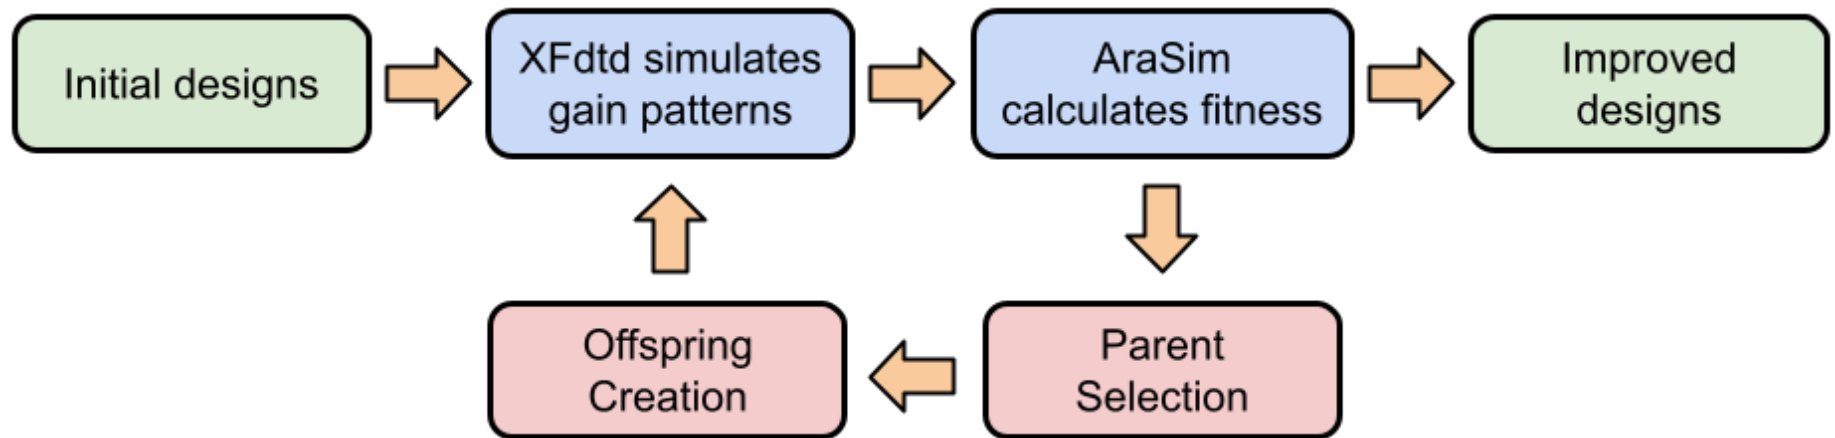 Initial designs
XFdtd simulates
gain patterns
AraSim
calculates fitness
Improved
designs
Offspring
Creation
Parent
Selection